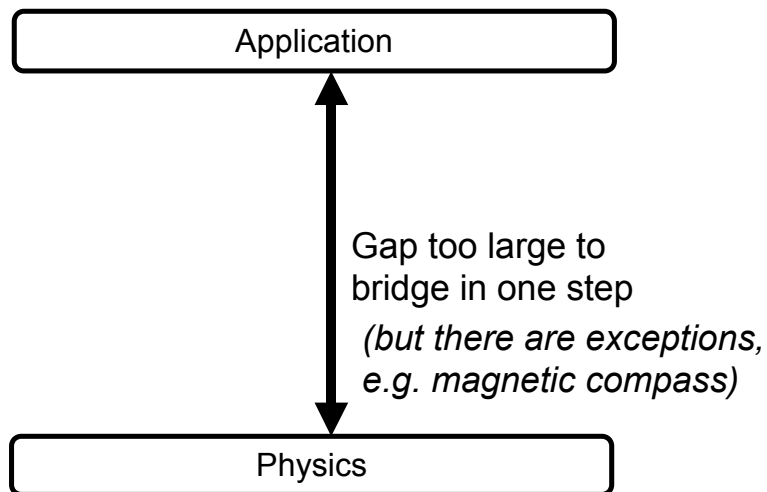 Application
Gap too large to
bridge in one step
(but there are exceptions,
e.g. magnetic compass)
Physics